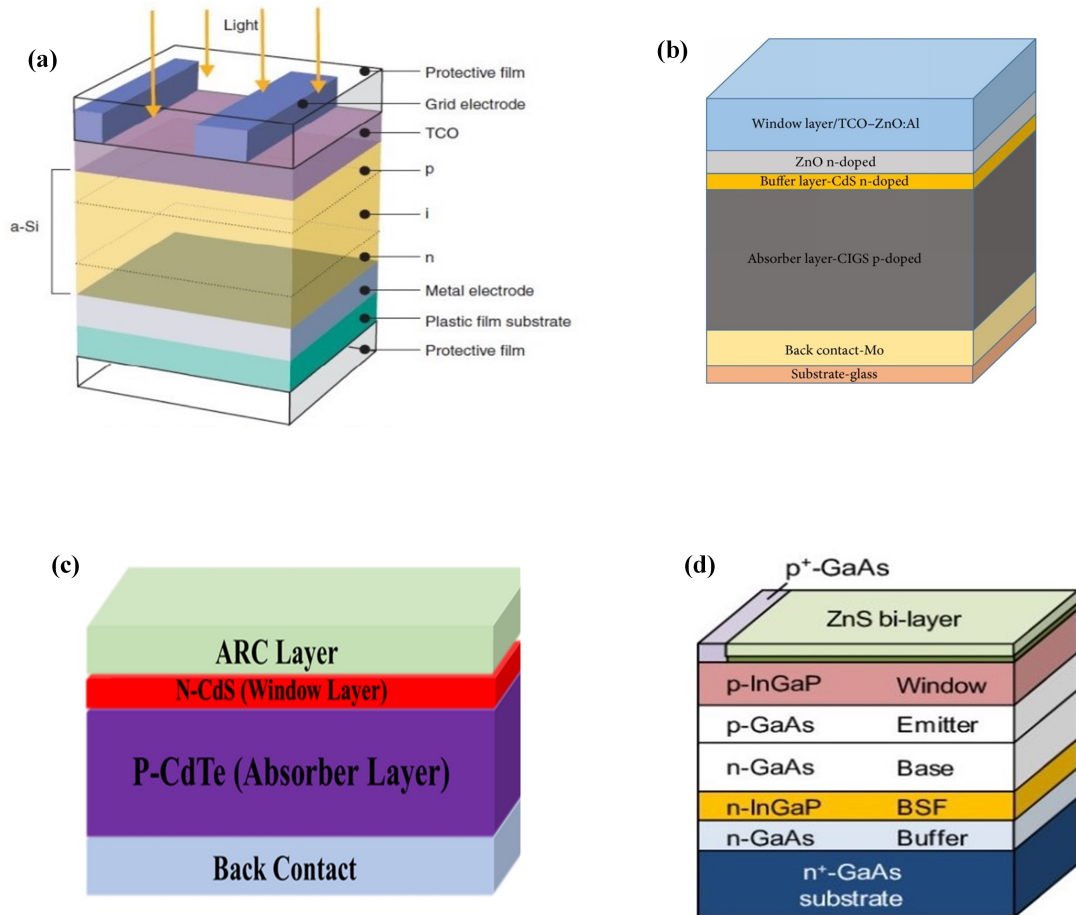 (a)
Light
Protective film
Grid electrode
TCO
p
a-Si
i
n
Metal electrode
Plastic film substrate
Protective film
(b)
Window layer/TCO–ZnO:Al
ZnO n-doped
Buffer layer-CdS n-doped
Absorber layer-CIGS p-doped
Back contact-Mo
Substrate-glass
(c)
ARC Layer
N-CdS (Window Layer)
P-CdTe (Absorber Layer)
Back Contact
(d)
p⁺-GaAs
ZnS bi-layer
p-InGaP Window
p-GaAs Emitter
n-GaAs Base
n-InGaP BSF
n-GaAs Buffer
n⁺-GaAs
substrate